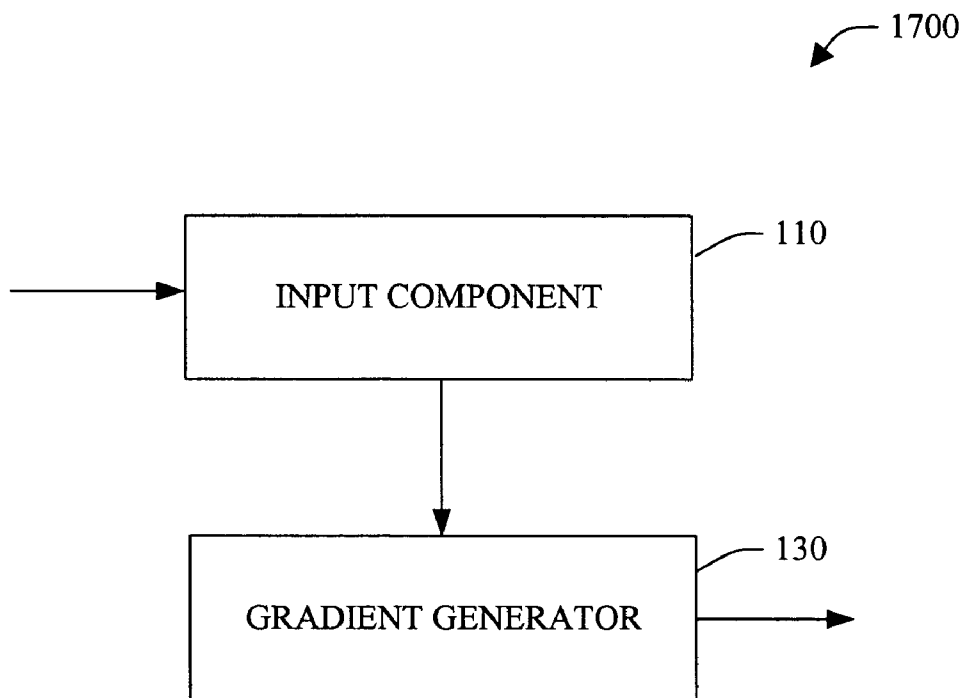 1700
110
INPUT COMPONENT
130
GRADIENT GENERATOR